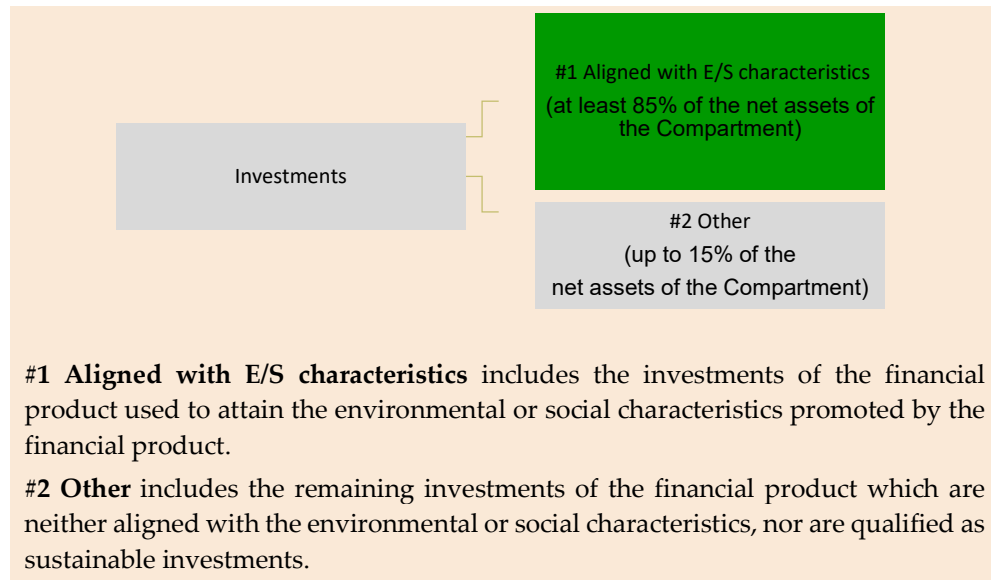 #1 Aligned with E/S characteristics
(at least 85% of the net assets of
the Compartment)
Investments
#2 Other
(up to 15% of the
net assets of the Compartment)
#1 Aligned with E/S characteristics includes the investments of the financial
product used to attain the environmental or social characteristics promoted by the
financial product.
#2 Other includes the remaining investments of the financial product which are
neither aligned with the environmental or social characteristics, nor are qualified as
sustainable investments.